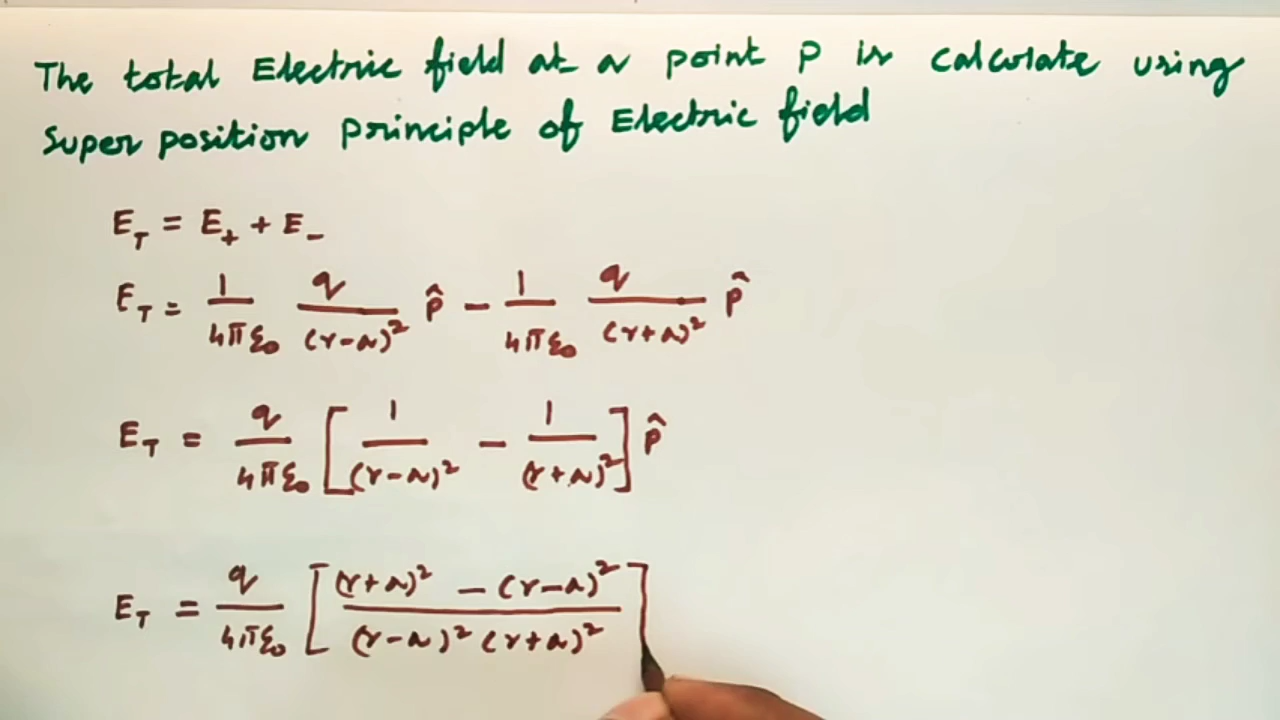 The total Electric field at a point P is calculate using
Super position Principle of Electric field
E_T = E_+ + E_-
E_T = 1/4πε₀ q/(r-a)² p̂ - 1/4πε₀ q/(r+a)² p̂
E_T = q/4πε₀ [1/(r-a)² - 1/(r+a)²] p̂
E_T = q/4πε₀ [(r+a)² - (r-a)²/(r-a)² (r+a)²]